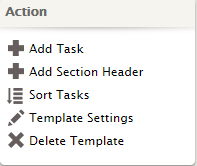 Action
Add Task
Add Section Header
Sort Tasks
Template Settings
Delete Template